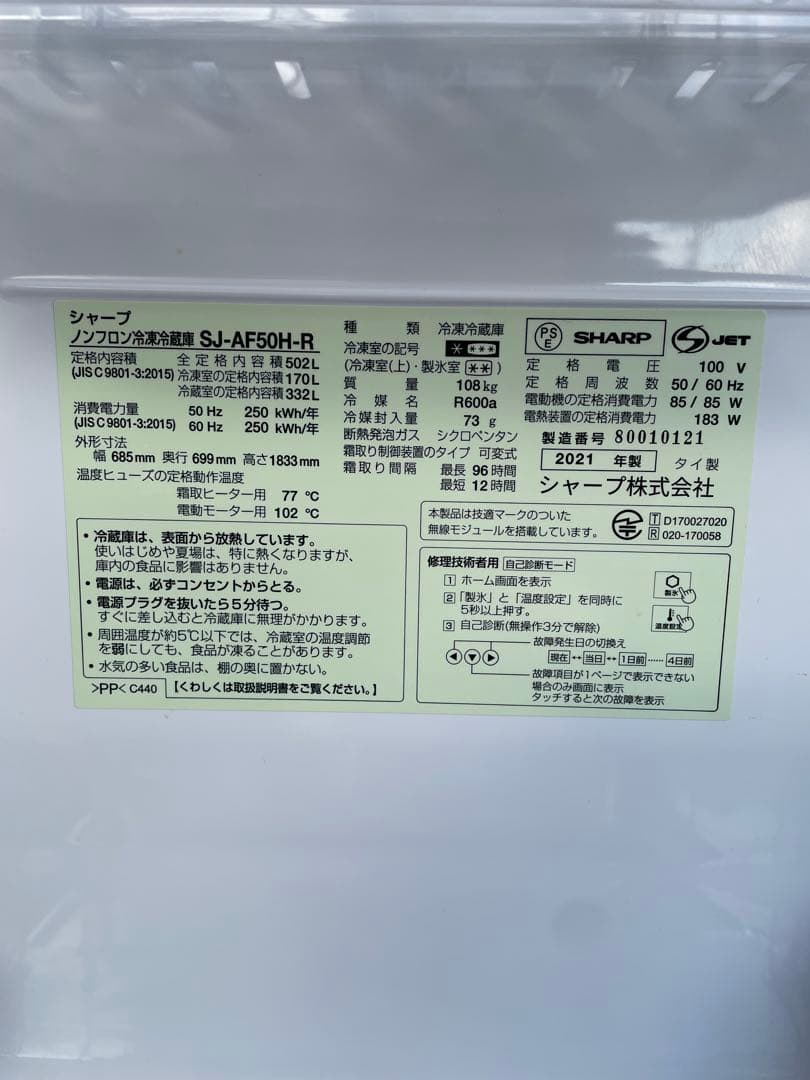 シャープ
ノンフロン冷凍冷蔵庫 SJ-AF50H-R
定格内容積 全定格内容積 502L
(JIS C 9801-3:2015) 冷凍室の定格内容積 170L
冷蔵室の定格内容積 332L
消費電力量 50 Hz 250 kWh/年
(JIS C 9801-3:2015) 60 Hz 250 kWh/年
外形寸法
幅 685mm 奥行 699mm 高さ1833mm
温度ヒューズの定格動作温度
霜取ヒーター用 77 ℃
電動モーター用 102 ℃
種類 冷凍冷蔵庫
冷凍室の記号 * ***
(冷凍室(上)・製氷室 **)
質量 108kg
冷媒名 R600a
冷媒封入量 73 g
断熱発泡ガス シクロペンタン
霜取り制御装置のタイプ 可変式
霜取り間隔 最長 96時間
最短 12時間
PSE SHARP S JET
定格電圧 100 V
定格周波数 50/60 Hz
電動機の定格消費電力 85/85 W
電熱装置の定格消費電力 183 W
製造番号 80010121
2021 年製 タイ製
シャープ株式会社
・冷蔵庫は、表面から放熱しています。
使いはじめや夏場は、特に熱くなりますが、
庫内の食品に影響はありません。
・電源は、必ずコンセントからとる。
・電源プラグを抜いたら5分待つ。
すぐに差し込むと冷蔵庫に無理がかかります。
・周囲温度が約5℃以下では、冷蔵室の温度調節
を弱にしても、食品が凍ることがあります。
・水気の多い食品は、棚の奥に置かない。
>PP< C440 【くわしくは取扱説明書をご覧ください。】
本製品は技適マークのついた
無線モジュールを搭載しています。
T D170027020
R 020-170058
修理技術者用 自己診断モード
1 ホーム画面を表示
2 「製氷」と「温度設定」を同時に
5秒以上押す。
3 自己診断(無操作3分で解除)
製氷
温度設定
故障発生日の切換え
現在↔当日↔1日前……4日前
故障項目が1ページで表示できない
場合のみ画面に表示
タッチすると次の故障を表示